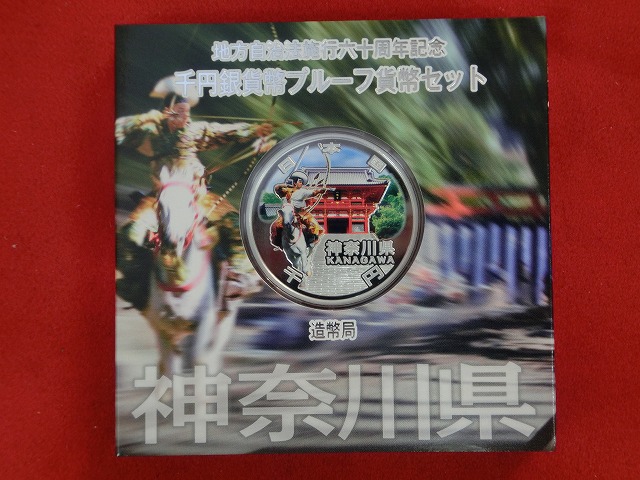 地方自治法施行六十周年記念
千円銀貨幣プルーフ貨幣セット
日本国
神奈川県
KANAGAWA
千円
造幣局
神奈川県